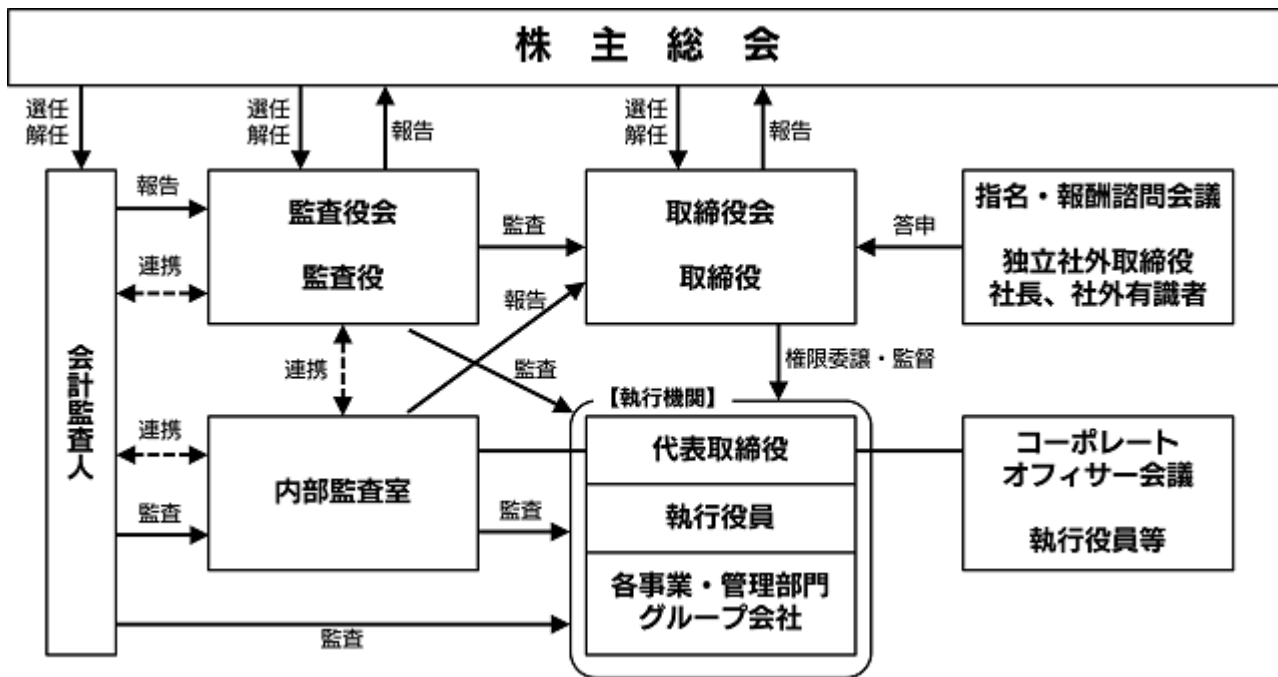 株主総会
選任
解任
選任
解任
報告
選任
解任
報告
会計監査人
報告
連携
監査役会
監査役
監査
取締役会
取締役
答申
指名・報酬諮問会議
独立社外取締役
社長、社外有識者
連携
報告
監査
権限委譲・監督
【執行機関】
連携
監査
内部監査室
監査
代表取締役
執行役員
各事業・管理部門
グループ会社
コーポレート
オフィサー会議
執行役員等
監査